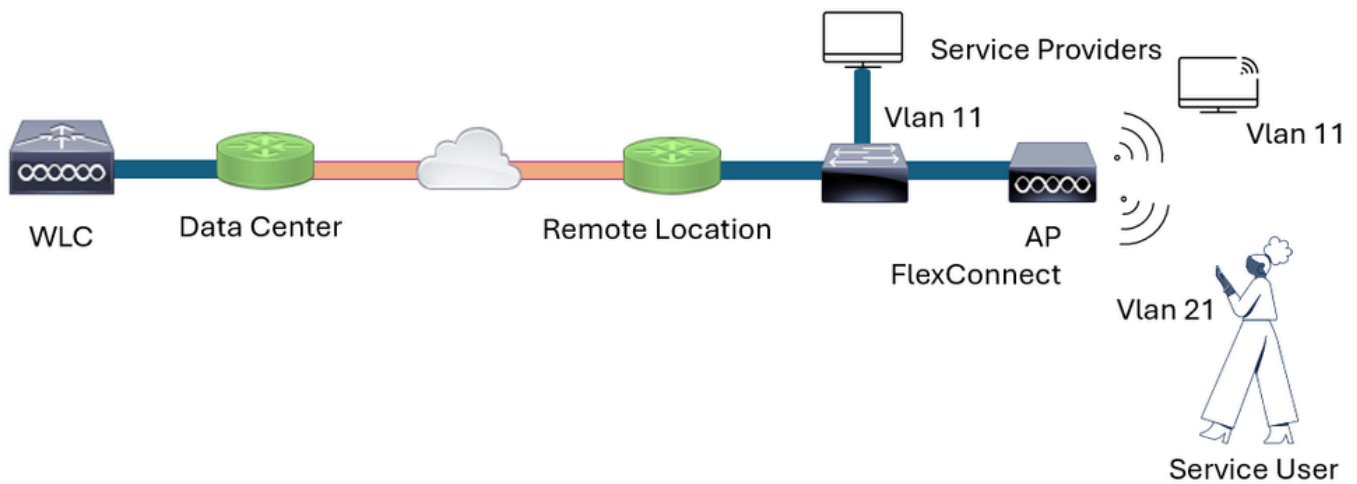 Service Providers
Vlan 11
Vlan 11
WLC
Data Center
Remote Location
AP
FlexConnect
Vlan 21
Service User